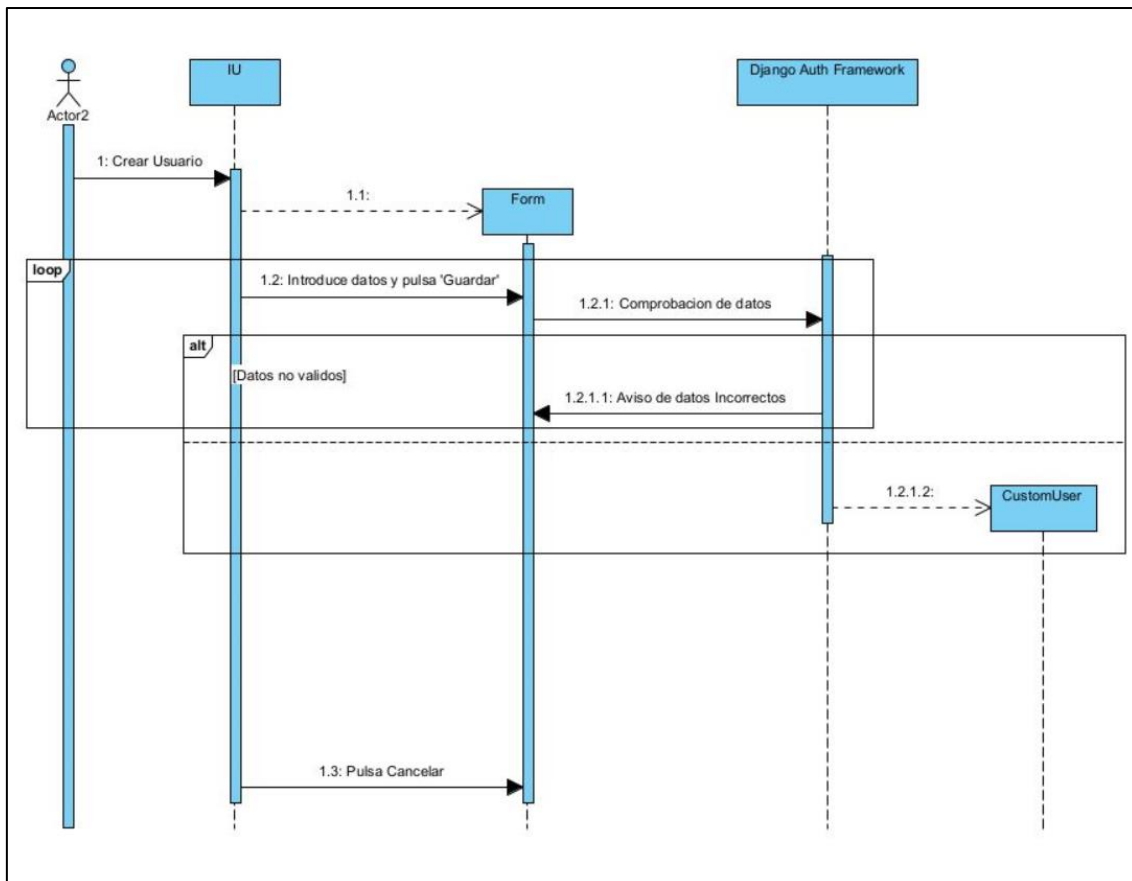 IU
Django Auth Framework
Actor2
1: Crear Usuario
1.1:
Form
loop
1.2: Introduce datos y pulsa 'Guardar'
1.2.1: Comprobacion de datos
alt
[Datos no validos]
1.2.1.1: Aviso de datos Incorrectos
1.2.1.2:
CustomUser
1.3: Pulsa Cancelar